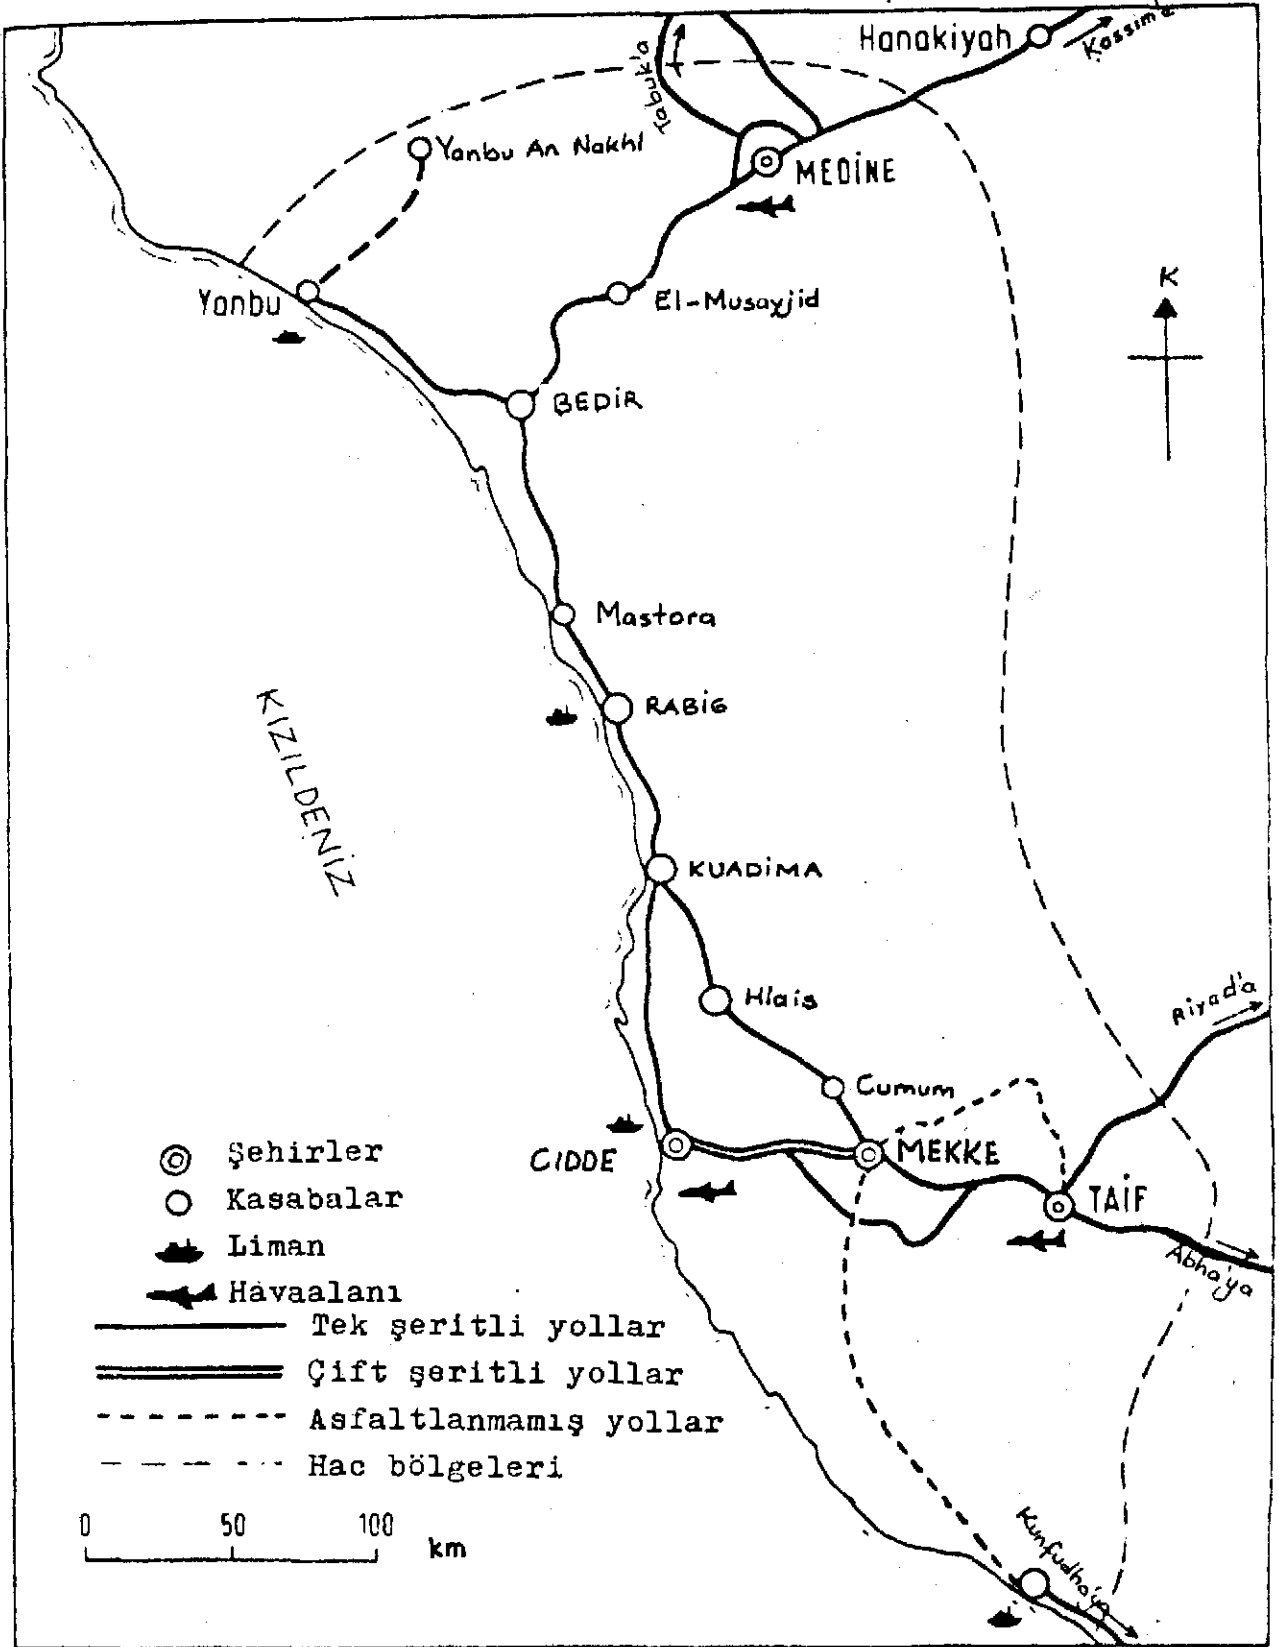 Hanakiyah
Kassim'a
Tabuk'a
Yanbu An Nakhl
MEDİNE
Yanbu
El-Musayjid
K
BEDİR
Mastora
RABİG
KIZILDENİZ
KUADİMA
Hlais
Riyad'a
Cumum
CIDDE
MEKKE
TAİF
Abha'ya
Şehirler
Kasabalar
Liman
Havaalanı
Tek şeritli yollar
Çift şeritli yollar
Asfaltlanmamış yollar
Hac bölgeleri
0 50 100 km
Kunfudha'ya